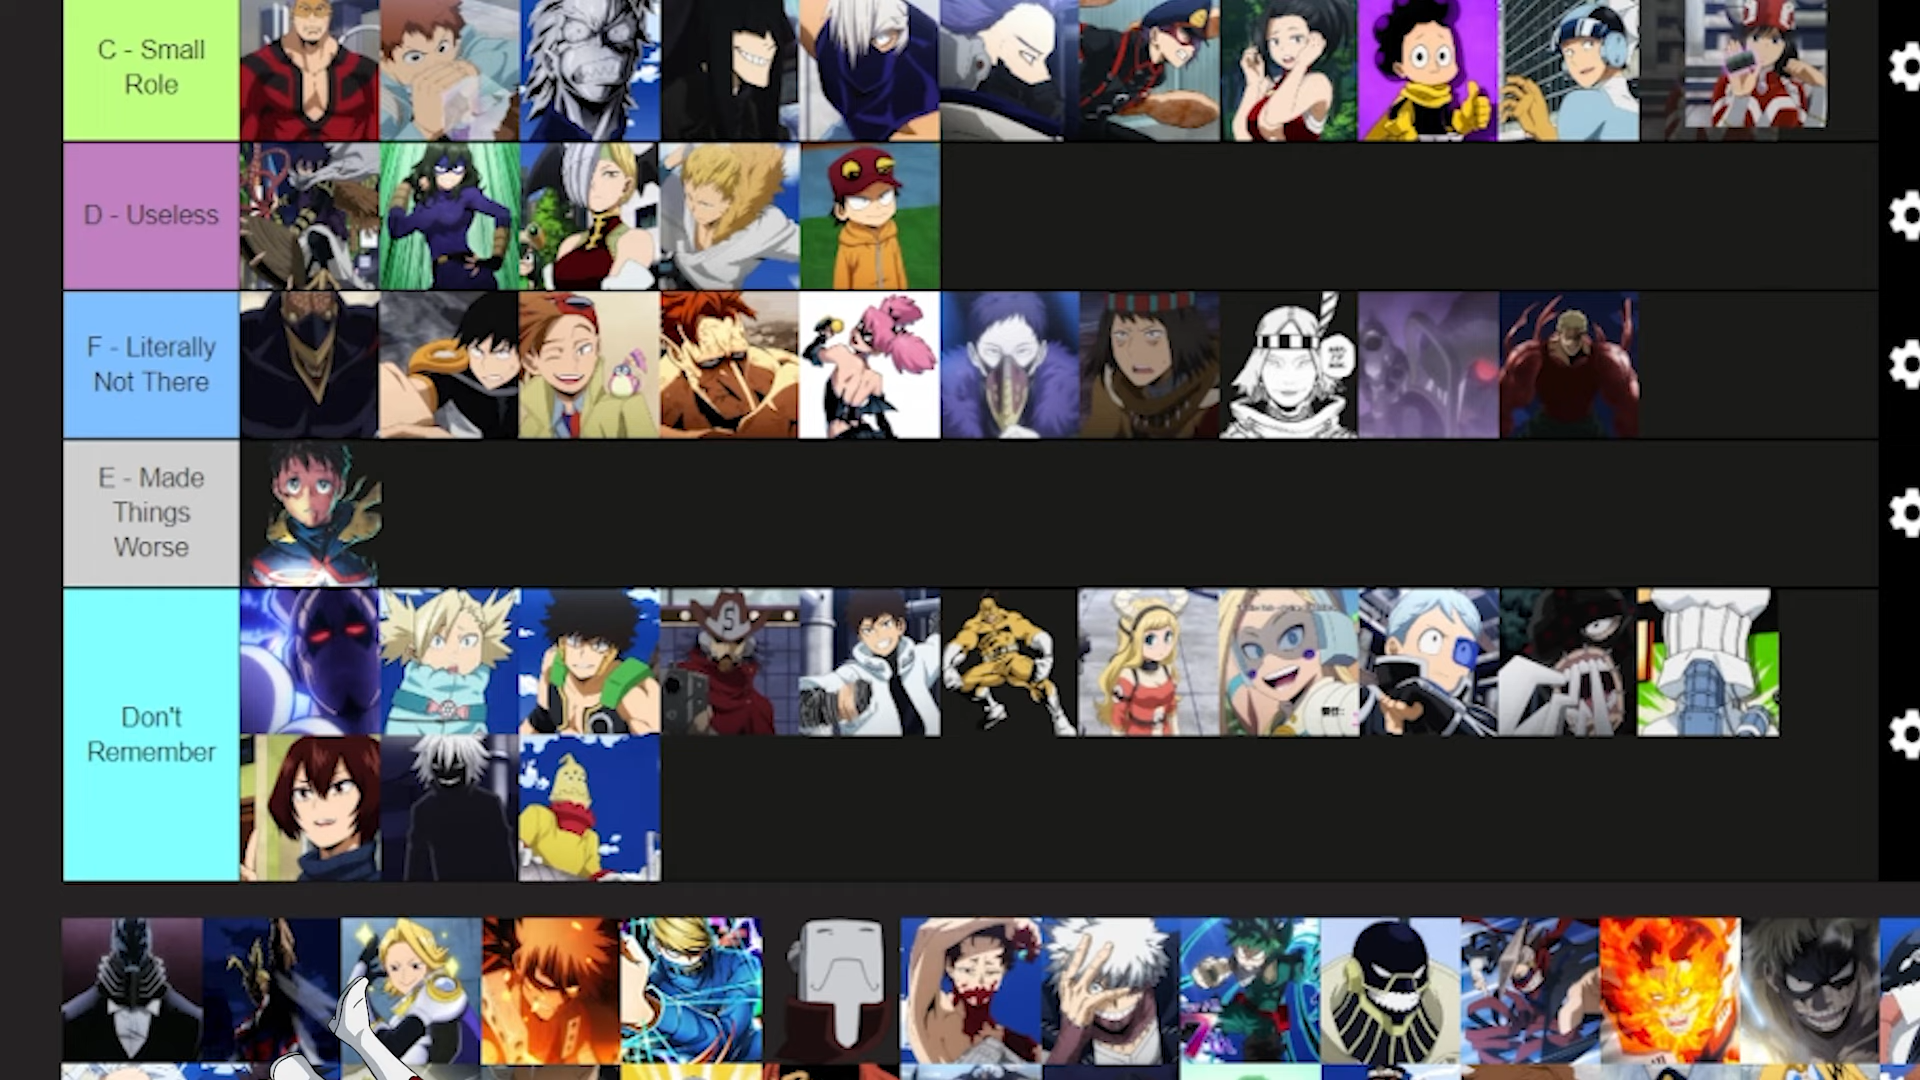 C - Small
Role
D - Useless
F - Literally
Not There
E - Made
Things
Worse
Don't
Remember
S